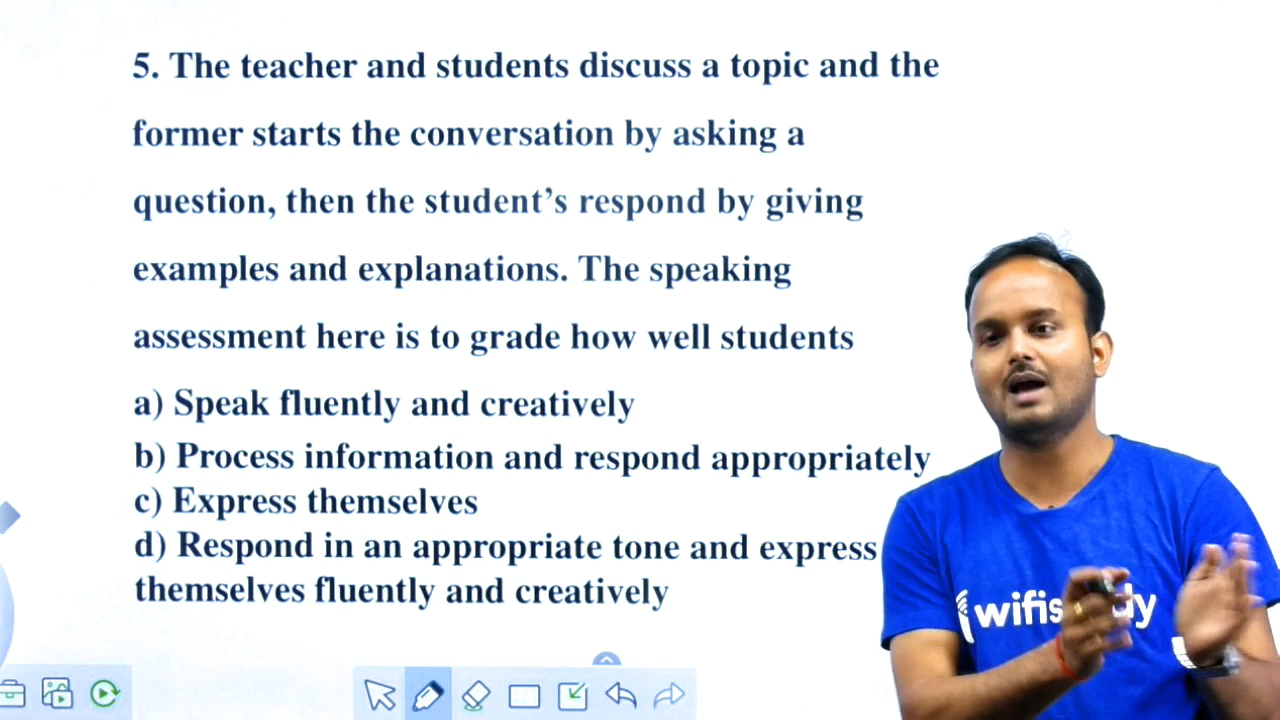 5. The teacher and students discuss a topic and the
former starts the conversation by asking a
question, then the student’s respond by giving
examples and explanations. The speaking
assessment here is to grade how well students
a) Speak fluently and creatively
b) Process information and respond appropriately
c) Express themselves
d) Respond in an appropriate tone and express
themselves fluently and creatively